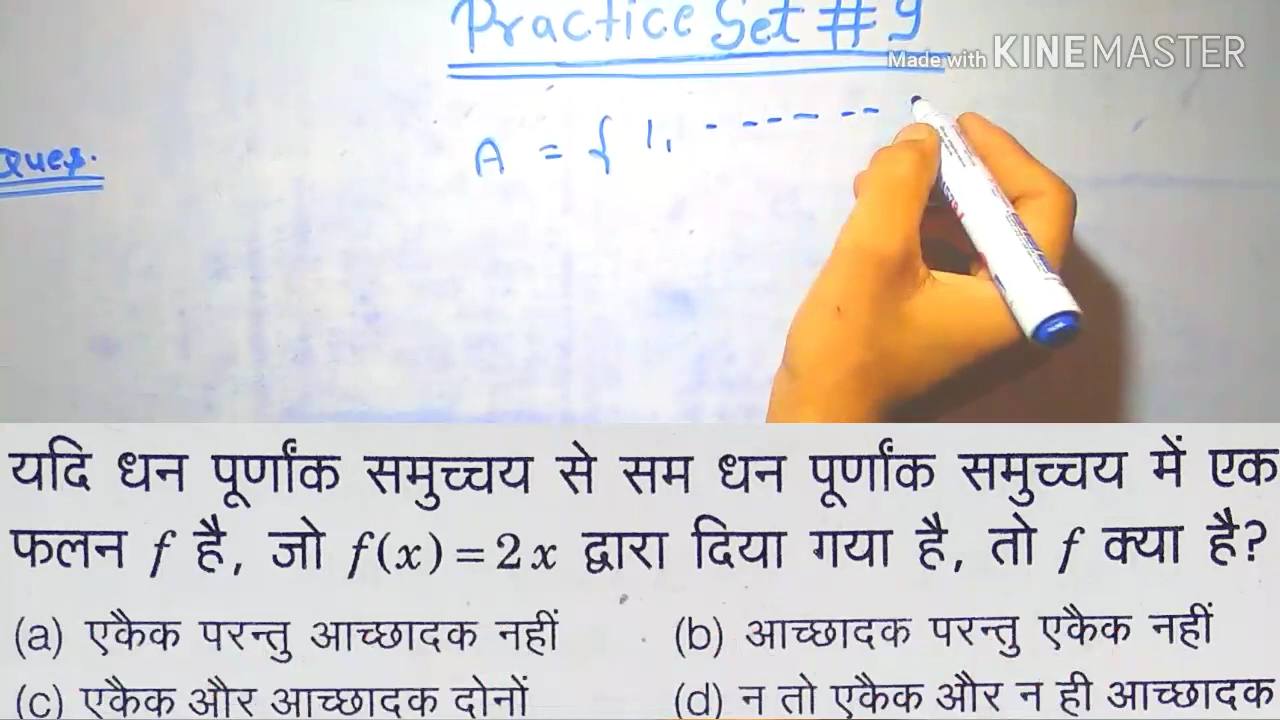 Practice Set # 9
Made with KINEMASTER
Ques.
A = { 1, - - - - - -
यदि धन पूर्णांक समुच्चय से सम धन पूर्णांक समुच्चय में एक
फलन f है, जो f(x) = 2x द्वारा दिया गया है, तो f क्या है?
(a) एकैक परन्तु आच्छादक नहीं
(b) आच्छादक परन्तु एकैक नहीं
(c) एकैक और आच्छादक दोनों
(d) न तो एकैक और न ही आच्छादक